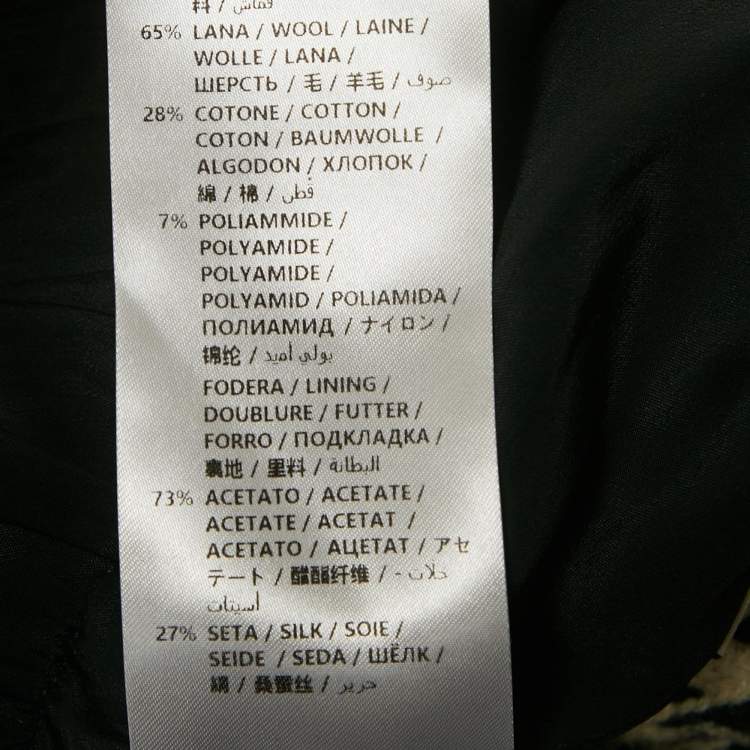 料 / قماش
65% LANA / WOOL / LAINE /
WOLLE / LANA /
ШЕРСТЬ / 毛 / 羊毛 / صوف
28% COTONE / COTTON /
COTON / BAUMWOLLE /
ALGODON / ХЛОПОК /
綿 / 棉 / قطن
7% POLIAMMIDE /
POLYAMIDE /
POLYAMIDE /
POLYAMID / POLIAMIDA /
ПОЛИАМИД / ナイロン /
锦纶 / بولي أميد
FODERA / LINING /
DOUBLURE / FUTTER /
FORRO / ПОДКЛАДКА /
裏地 / 里料 / البطانة
73% ACETATO / ACETATE /
ACETATE / ACETAT /
ACETATO / АЦЕТАТ / アセ
テート / 醋酯纤维 / خلات -
أسيتات
27% SETA / SILK / SOIE /
SEIDE / SEDA / ШЁЛК /
絹 / 桑蚕丝 / حرير